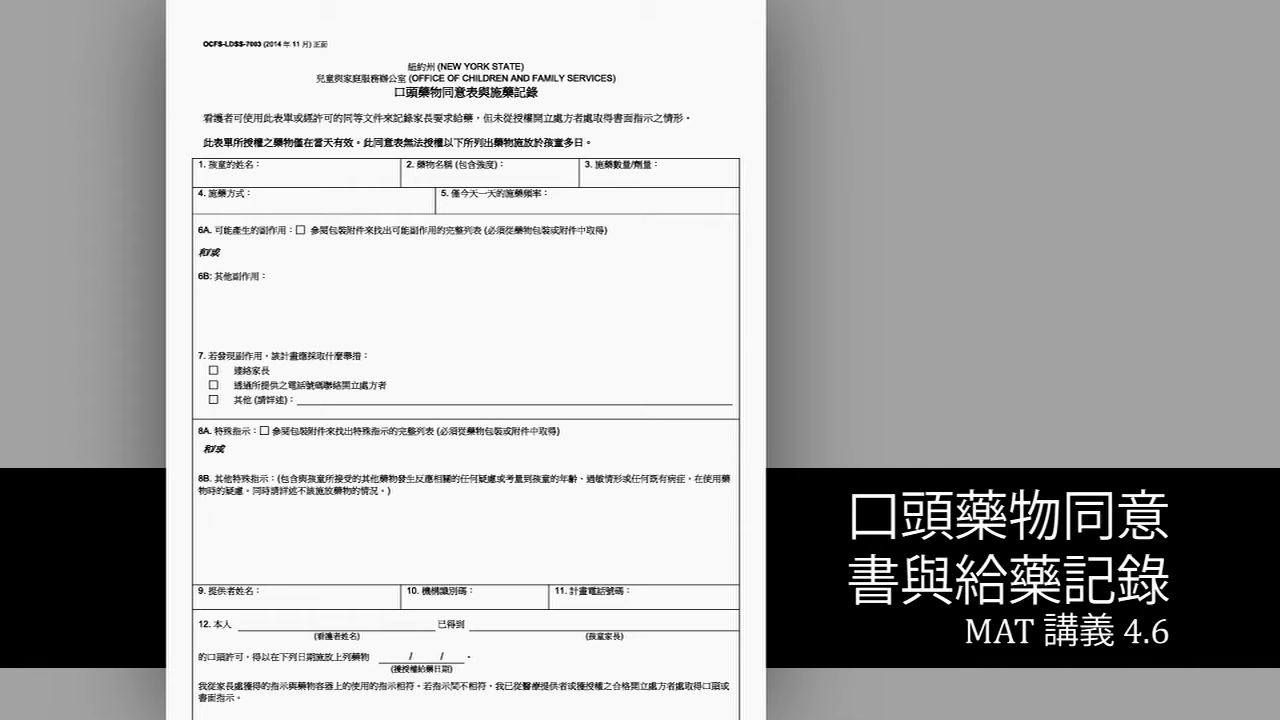 OCFS-LDSS-7003 (2014 年 11 月) 正面
紐約州 (NEW YORK STATE)
兒童與家庭服務辦公室 (OFFICE OF CHILDREN AND FAMILY SERVICES)
口頭藥物同意表與施藥記錄
看護者可使用此表單或經許可的同等文件來記錄家長要求給藥，但未從授權開立處方者處取得書面指示之情形。
此表單所授權之藥物僅在當天有效。此同意表無法授權以下所列出藥物施放於孩童多日。
1. 孩童的姓名： 2. 藥物名稱 (包含強度)： 3. 施藥數量/劑量：
4. 施藥方式： 5. 僅今天一天的施藥頻率：
6A. 可能產生的副作用：☐ 參閱包裝附件來找出可能副作用的完整列表 (必須從藥物包裝或附件中取得)
和/或
6B: 其他副作用：
7. 若發現副作用，該計畫應採取什麼舉措：
☐ 連絡家長
☐ 透過所提供之電話號碼聯絡開立處方者
☐ 其他 (請詳述)：
8A. 特殊指示：☐ 參閱包裝附件來找出特殊指示的完整列表 (必須從藥物包裝或附件中取得)
和/或
8B. 其他特殊指示：(包含與孩童所接受的其他藥物發生反應相關的任何疑慮或考量到孩童的年齡、過敏情形或任何既有病症，在使用藥
物時的疑慮。同時請詳述不該施放藥物的情況。)
9. 提供者姓名： 10. 機構識別碼： 11. 計畫電話號碼：
12. 本人 已得到
(看護者姓名) (孩童家長)
的口頭許可，得以在下列日期施放上列藥物 / / 。
(獲授權給藥日期)
我從家長處獲得的指示與藥物容器上的使用的指示相符。若指示間不相符，我已從醫療提供者或獲授權之合格開立處方者處取得口頭或
書面指示。
口頭藥物同意
書與給藥記錄
MAT 講義 4.6